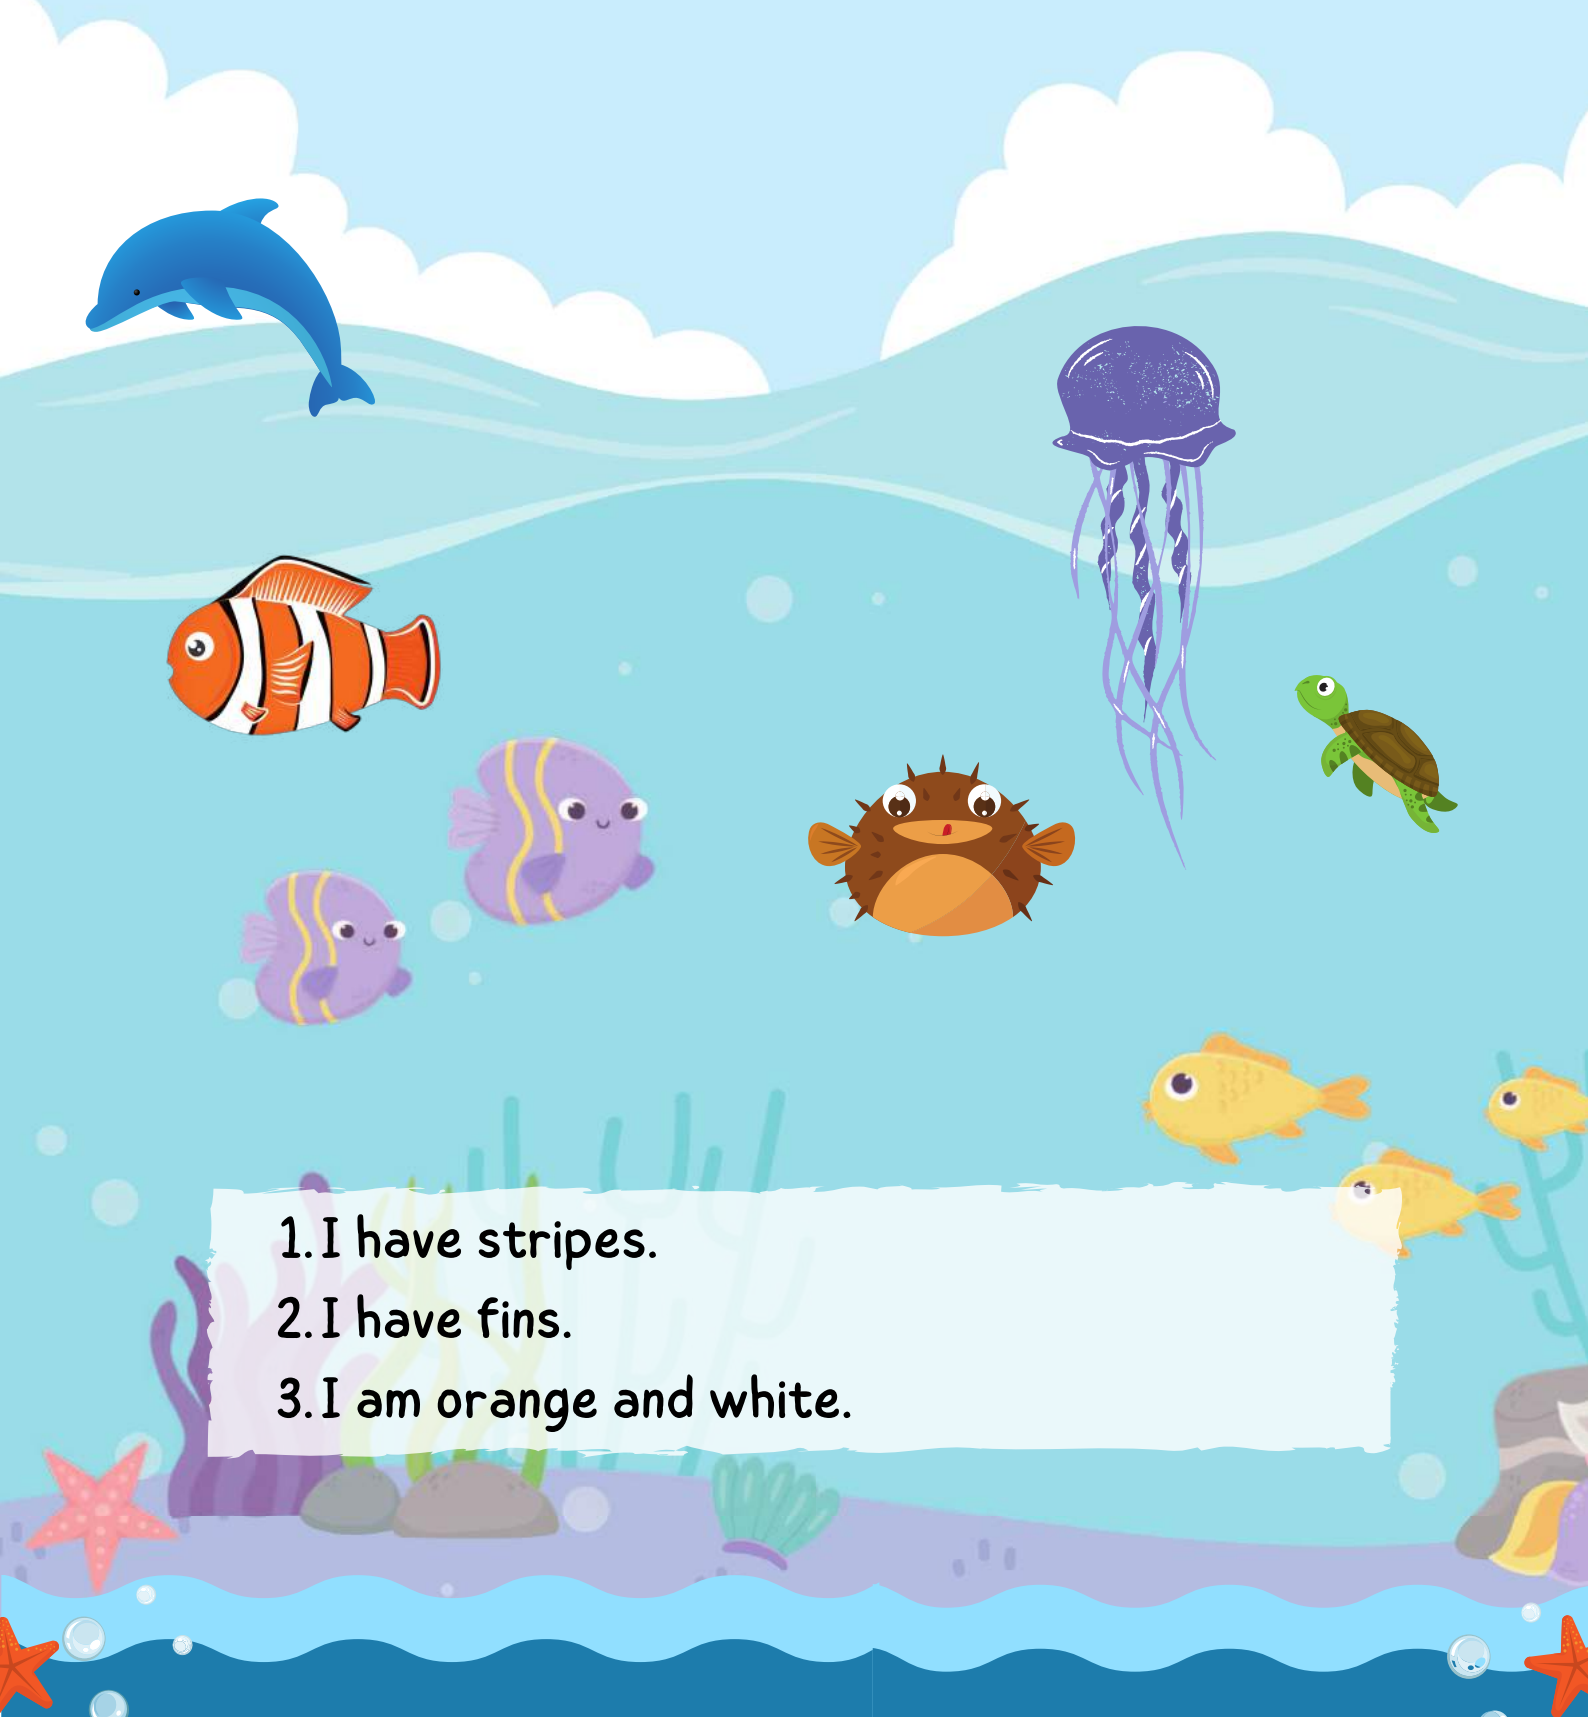 1. I have stripes.
2. I have fins.
3. I am orange and white.